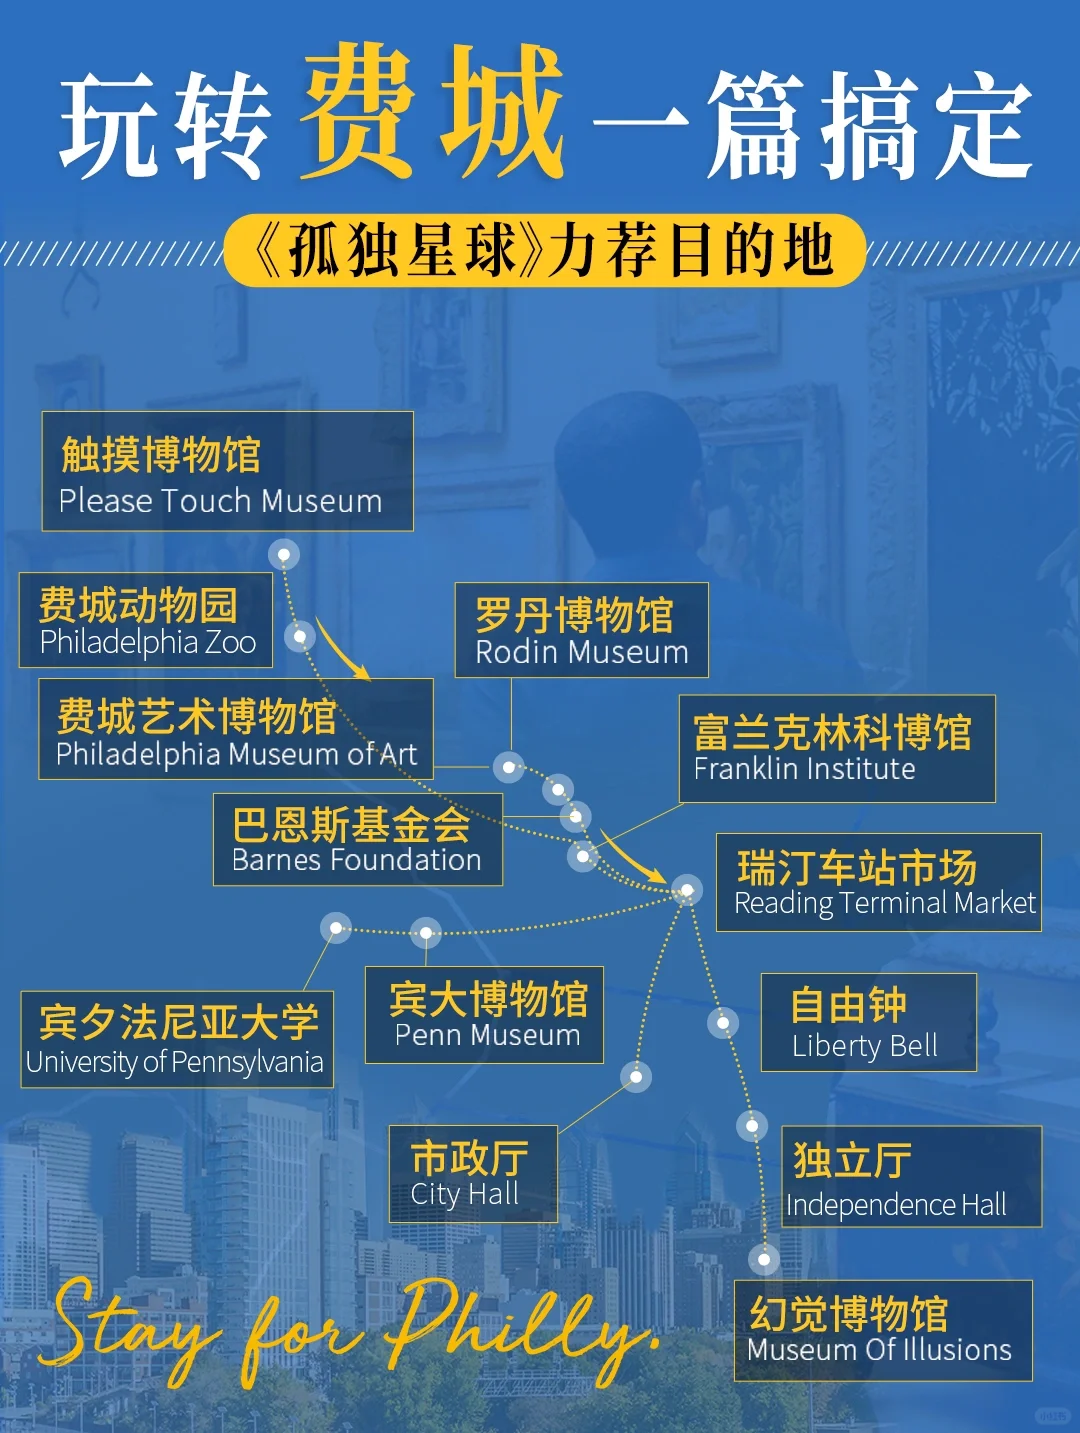 玩转费城一篇搞定
《孤独星球》力荐目的地
触摸博物馆
Please Touch Museum
费城动物园
Philadelphia Zoo
罗丹博物馆
Rodin Museum
费城艺术博物馆
Philadelphia Museum of Art
富兰克林科博馆
Franklin Institute
巴恩斯基金会
Barnes Foundation
瑞汀车站市场
Reading Terminal Market
宾夕法尼亚大学
University of Pennsylvania
宾大博物馆
Penn Museum
自由钟
Liberty Bell
市政厅
City Hall
独立厅
Independence Hall
幻觉博物馆
Museum Of Illusions
Stay for Philly.
小红书